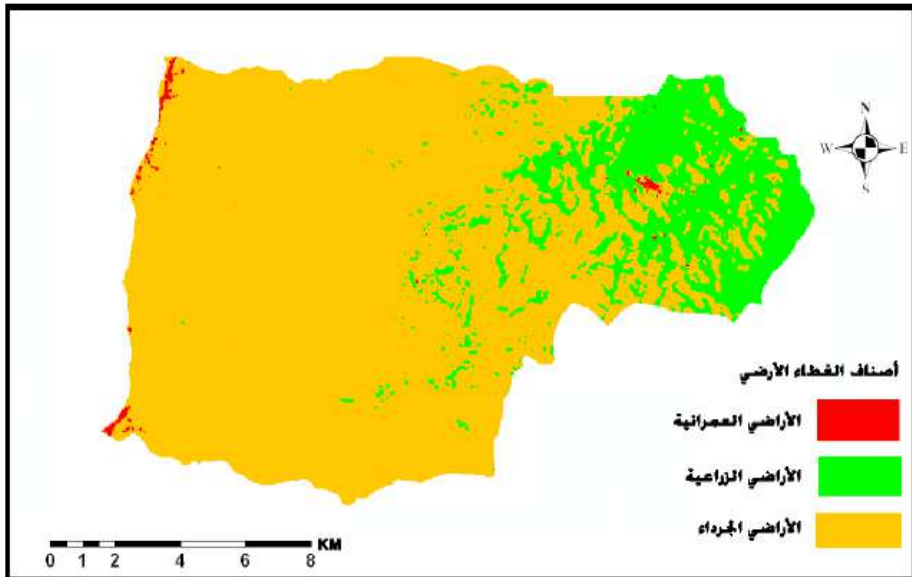 N
W E
S
أصناف الغطاء الأرضي
الأراضي العمرانية
الأراضي الزراعية
الأراضي الجرداء
KM
0 1 2 4 6 8